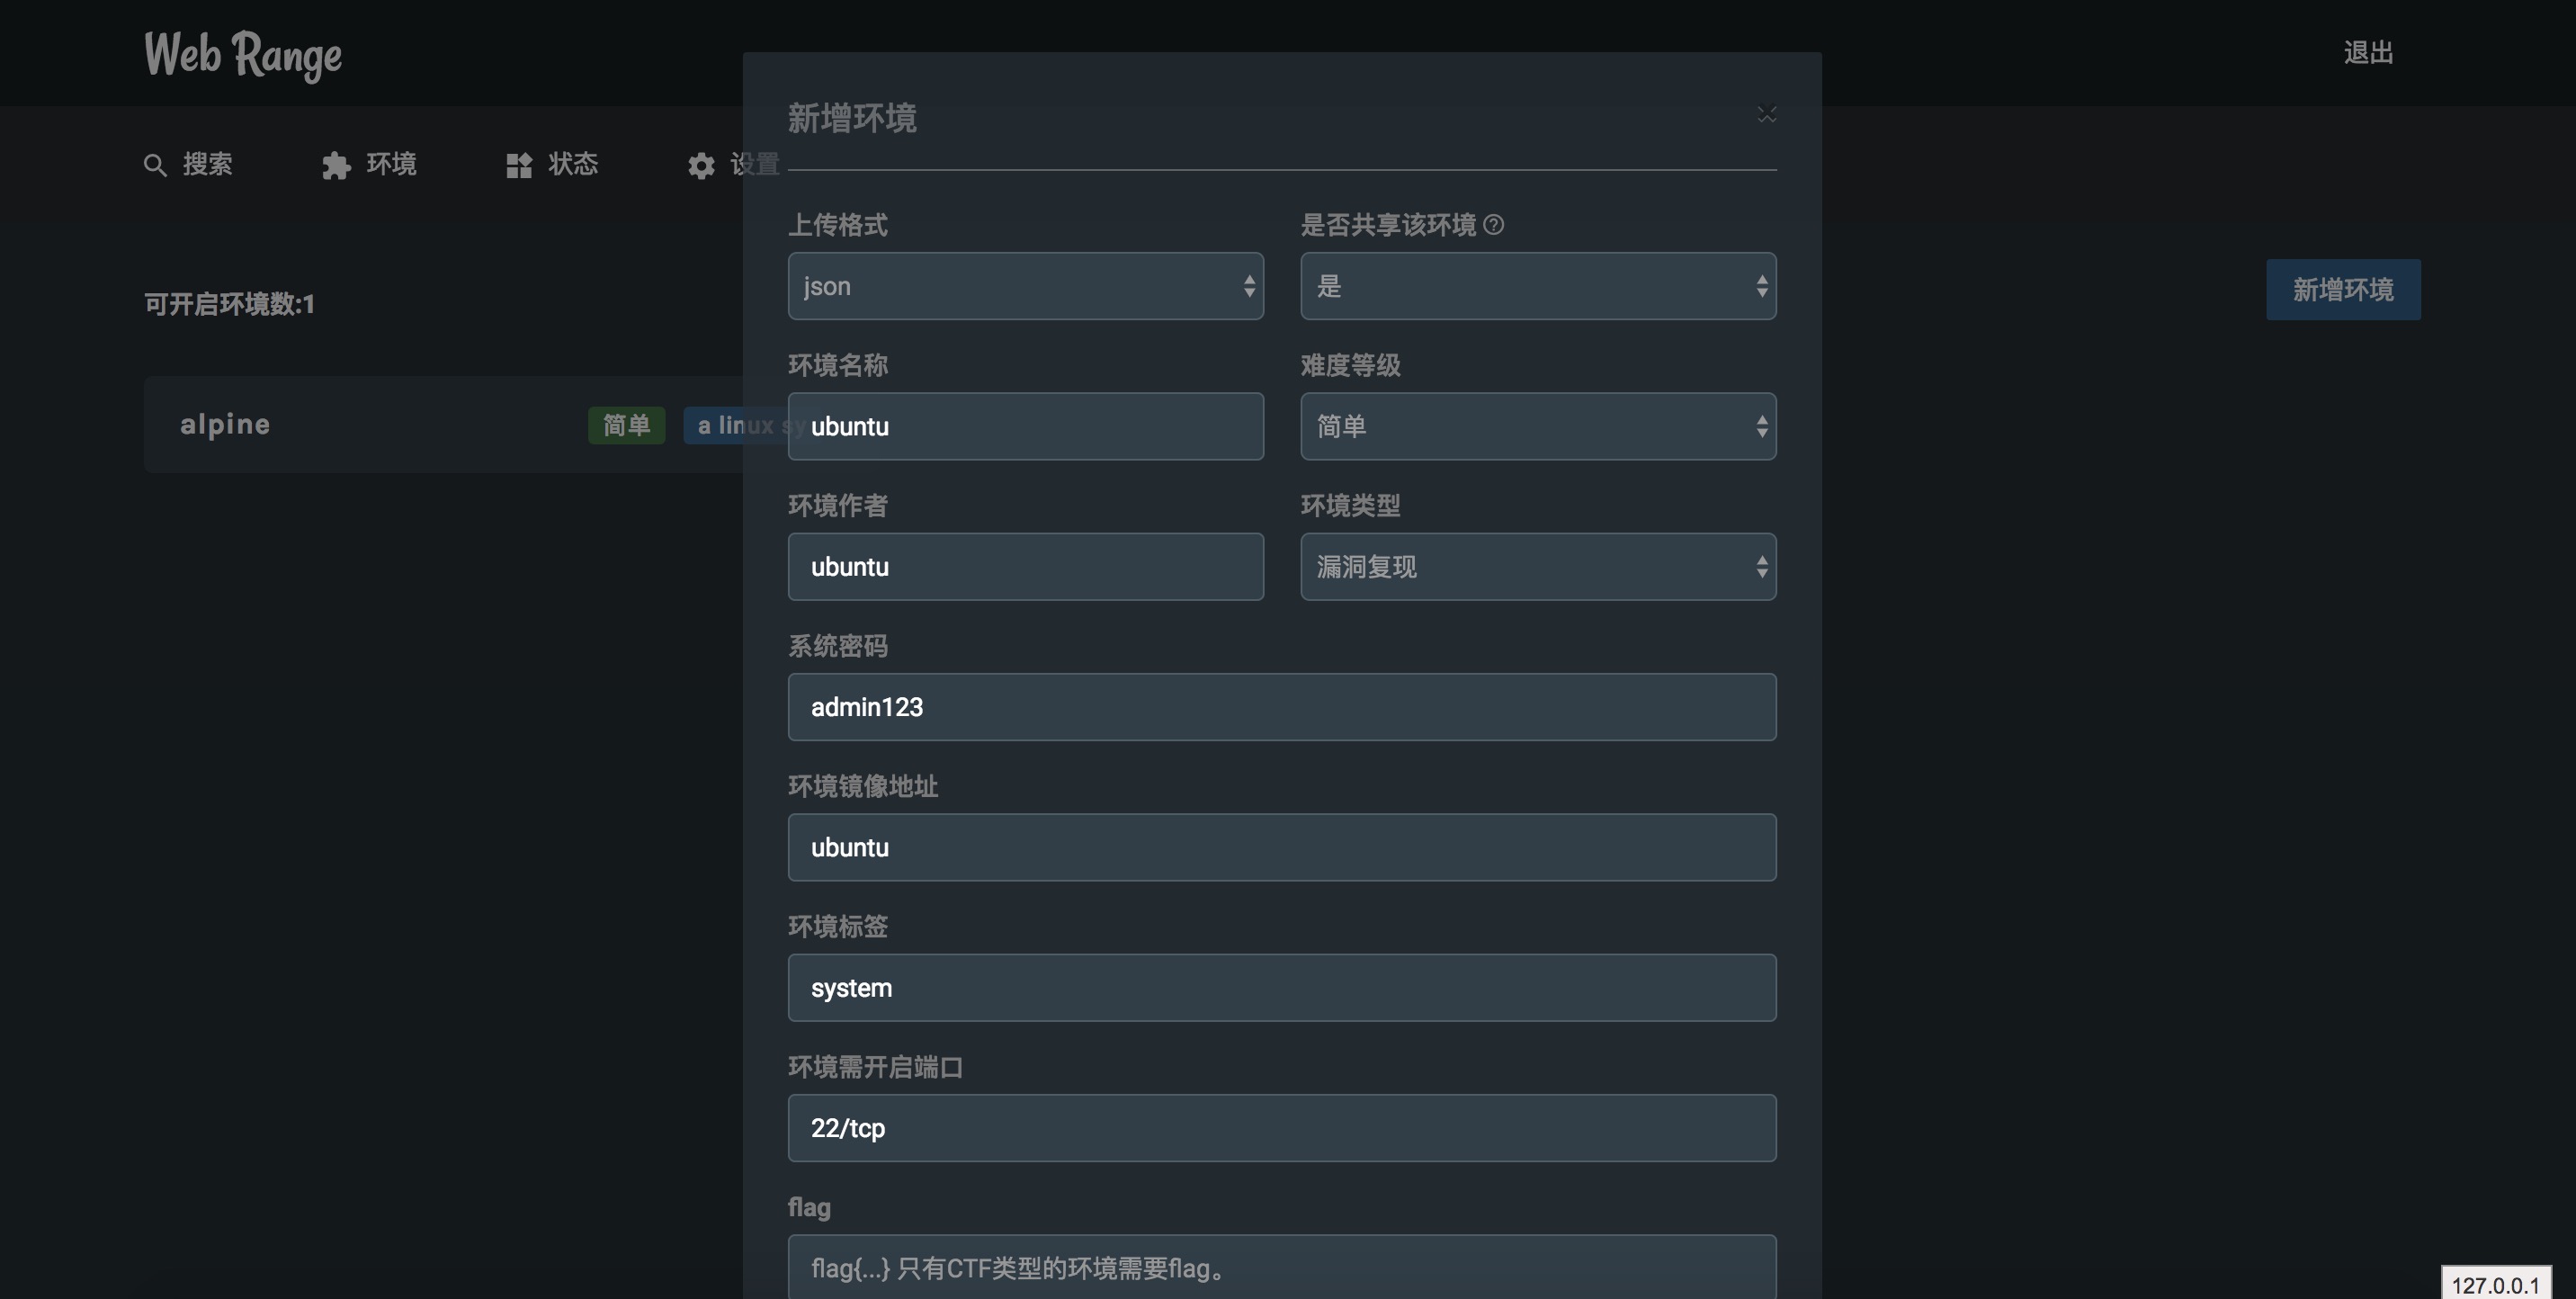 Web Range
退出
搜索
环境
状态
设置
可开启环境数:1
新增环境
alpine
简单
a linux sy
新增环境
上传格式
是否共享该环境
json
是
环境名称
难度等级
ubuntu
简单
环境作者
环境类型
ubuntu
漏洞复现
系统密码
admin123
环境镜像地址
ubuntu
环境标签
system
环境需开启端口
22/tcp
flag
flag{...} 只有CTF类型的环境需要flag。
127.0.0.1